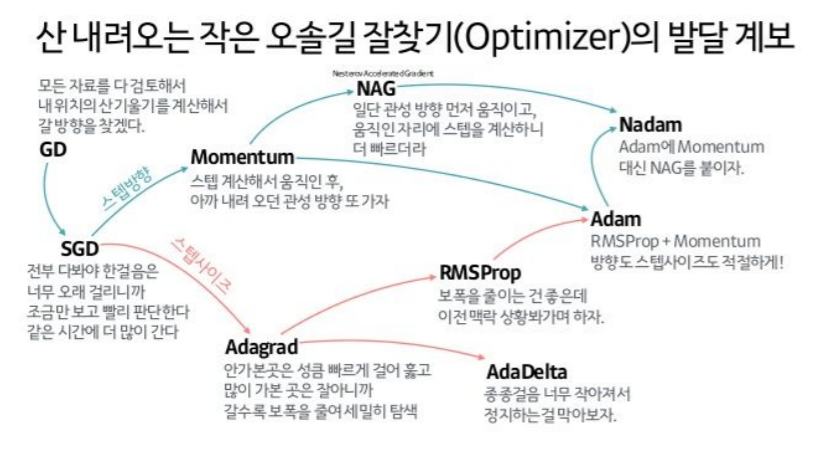 산 내려오는 작은 오솔길 잘찾기(Optimizer)의 발달 계보
모든 자료를 다 검토해서
내 위치의 산기울기를 계산해서
갈 방향을 찾겠다.
GD
스텝방향
SGD
전부 다봐야 한걸음은
너무 오래 걸리니까
조금만 보고 빨리 판단한다
같은 시간에 더 많이 간다
Momentum
스텝 계산해서 움직인 후,
아까 내려 오던 관성 방향 또 가자
Nesterov Accelerated Gradient
NAG
일단 관성 방향 먼저 움직이고,
움직인 자리에 스텝을 계산하니
더 빠르더라
Nadam
Adam에 Momentum
대신 NAG를 붙이자.
Adam
RMSProp + Momentum
방향도 스텝사이즈도 적절하게!
스텝사이즈
RMSProp
보폭을 줄이는 건 좋은데
이전 맥락 상황봐가며 하자.
Adagrad
안가본곳은 성큼 빠르게 걸어 훑고
많이 가본 곳은 잘아니까
갈수록 보폭을 줄여 세밀히 탐색
AdaDelta
종종걸음 너무 작아져서
정지하는걸 막아보자.